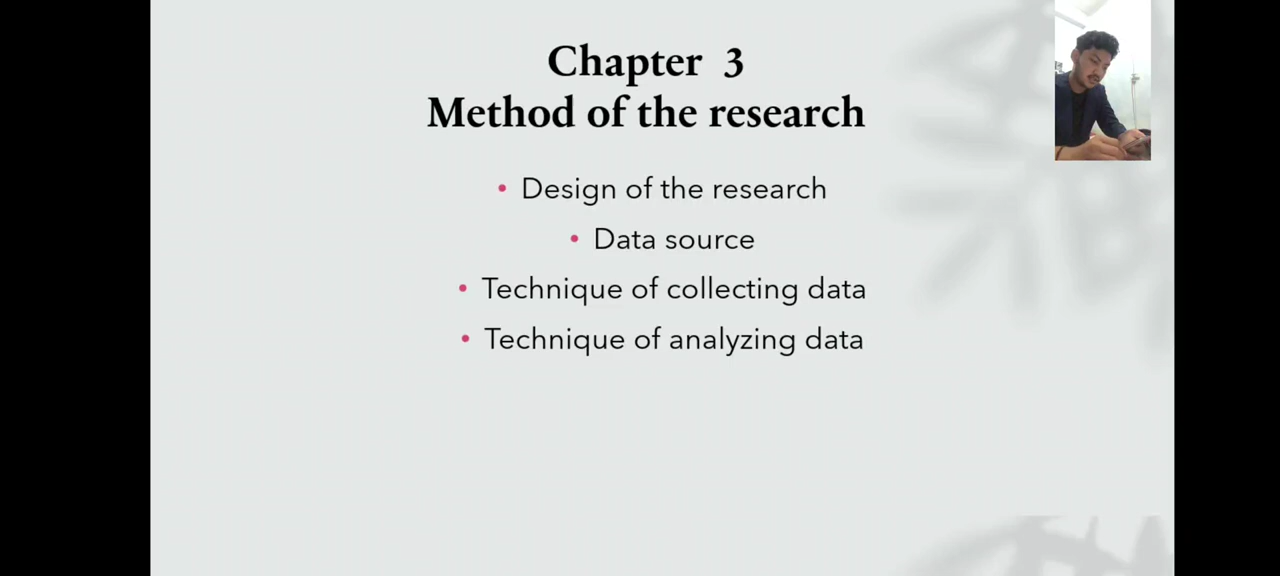 Chapter 3
Method of the research
• Design of the research
• Data source
• Technique of collecting data
• Technique of analyzing data